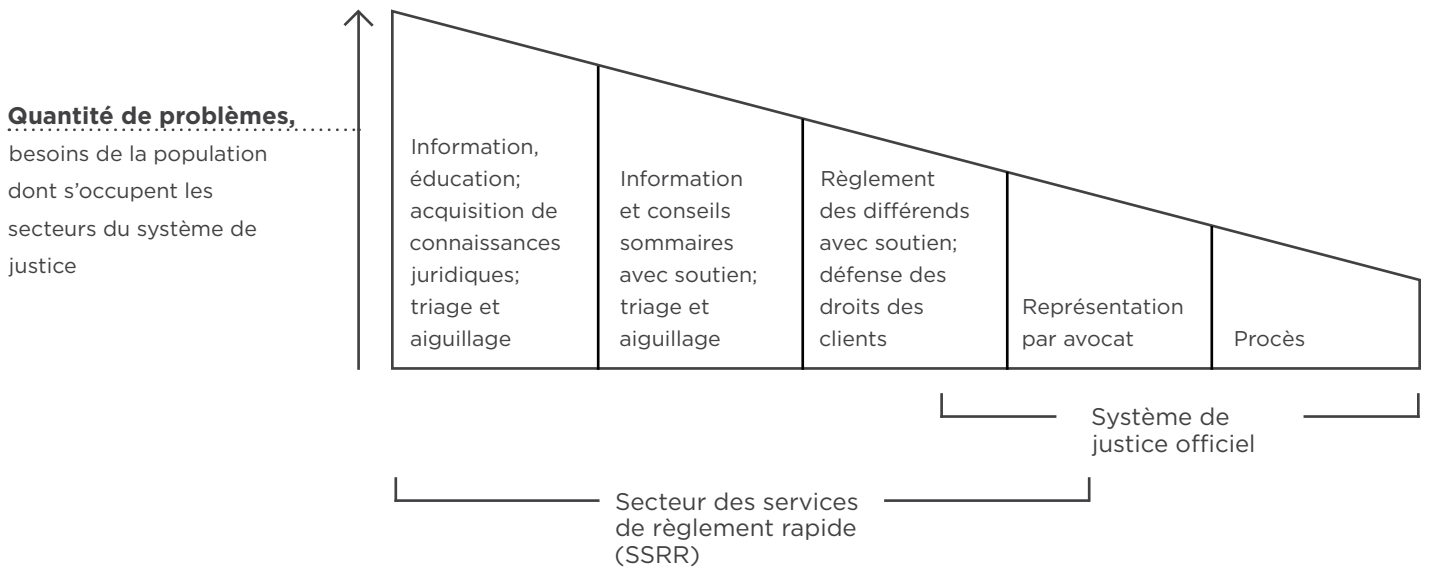 Quantité de problèmes,
besoins de la population
dont s'occupent les
secteurs du système de
justice
Information,
éducation;
acquisition de
connaissances
juridiques;
triage et
aiguillage
Information
et conseils
sommaires
avec soutien;
triage et
aiguillage
Règlement
des différends
avec soutien;
défense des
droits des
clients
Représentation
par avocat
Procès
Système de
justice officiel
Secteur des services
de règlement rapide
(SSRR)